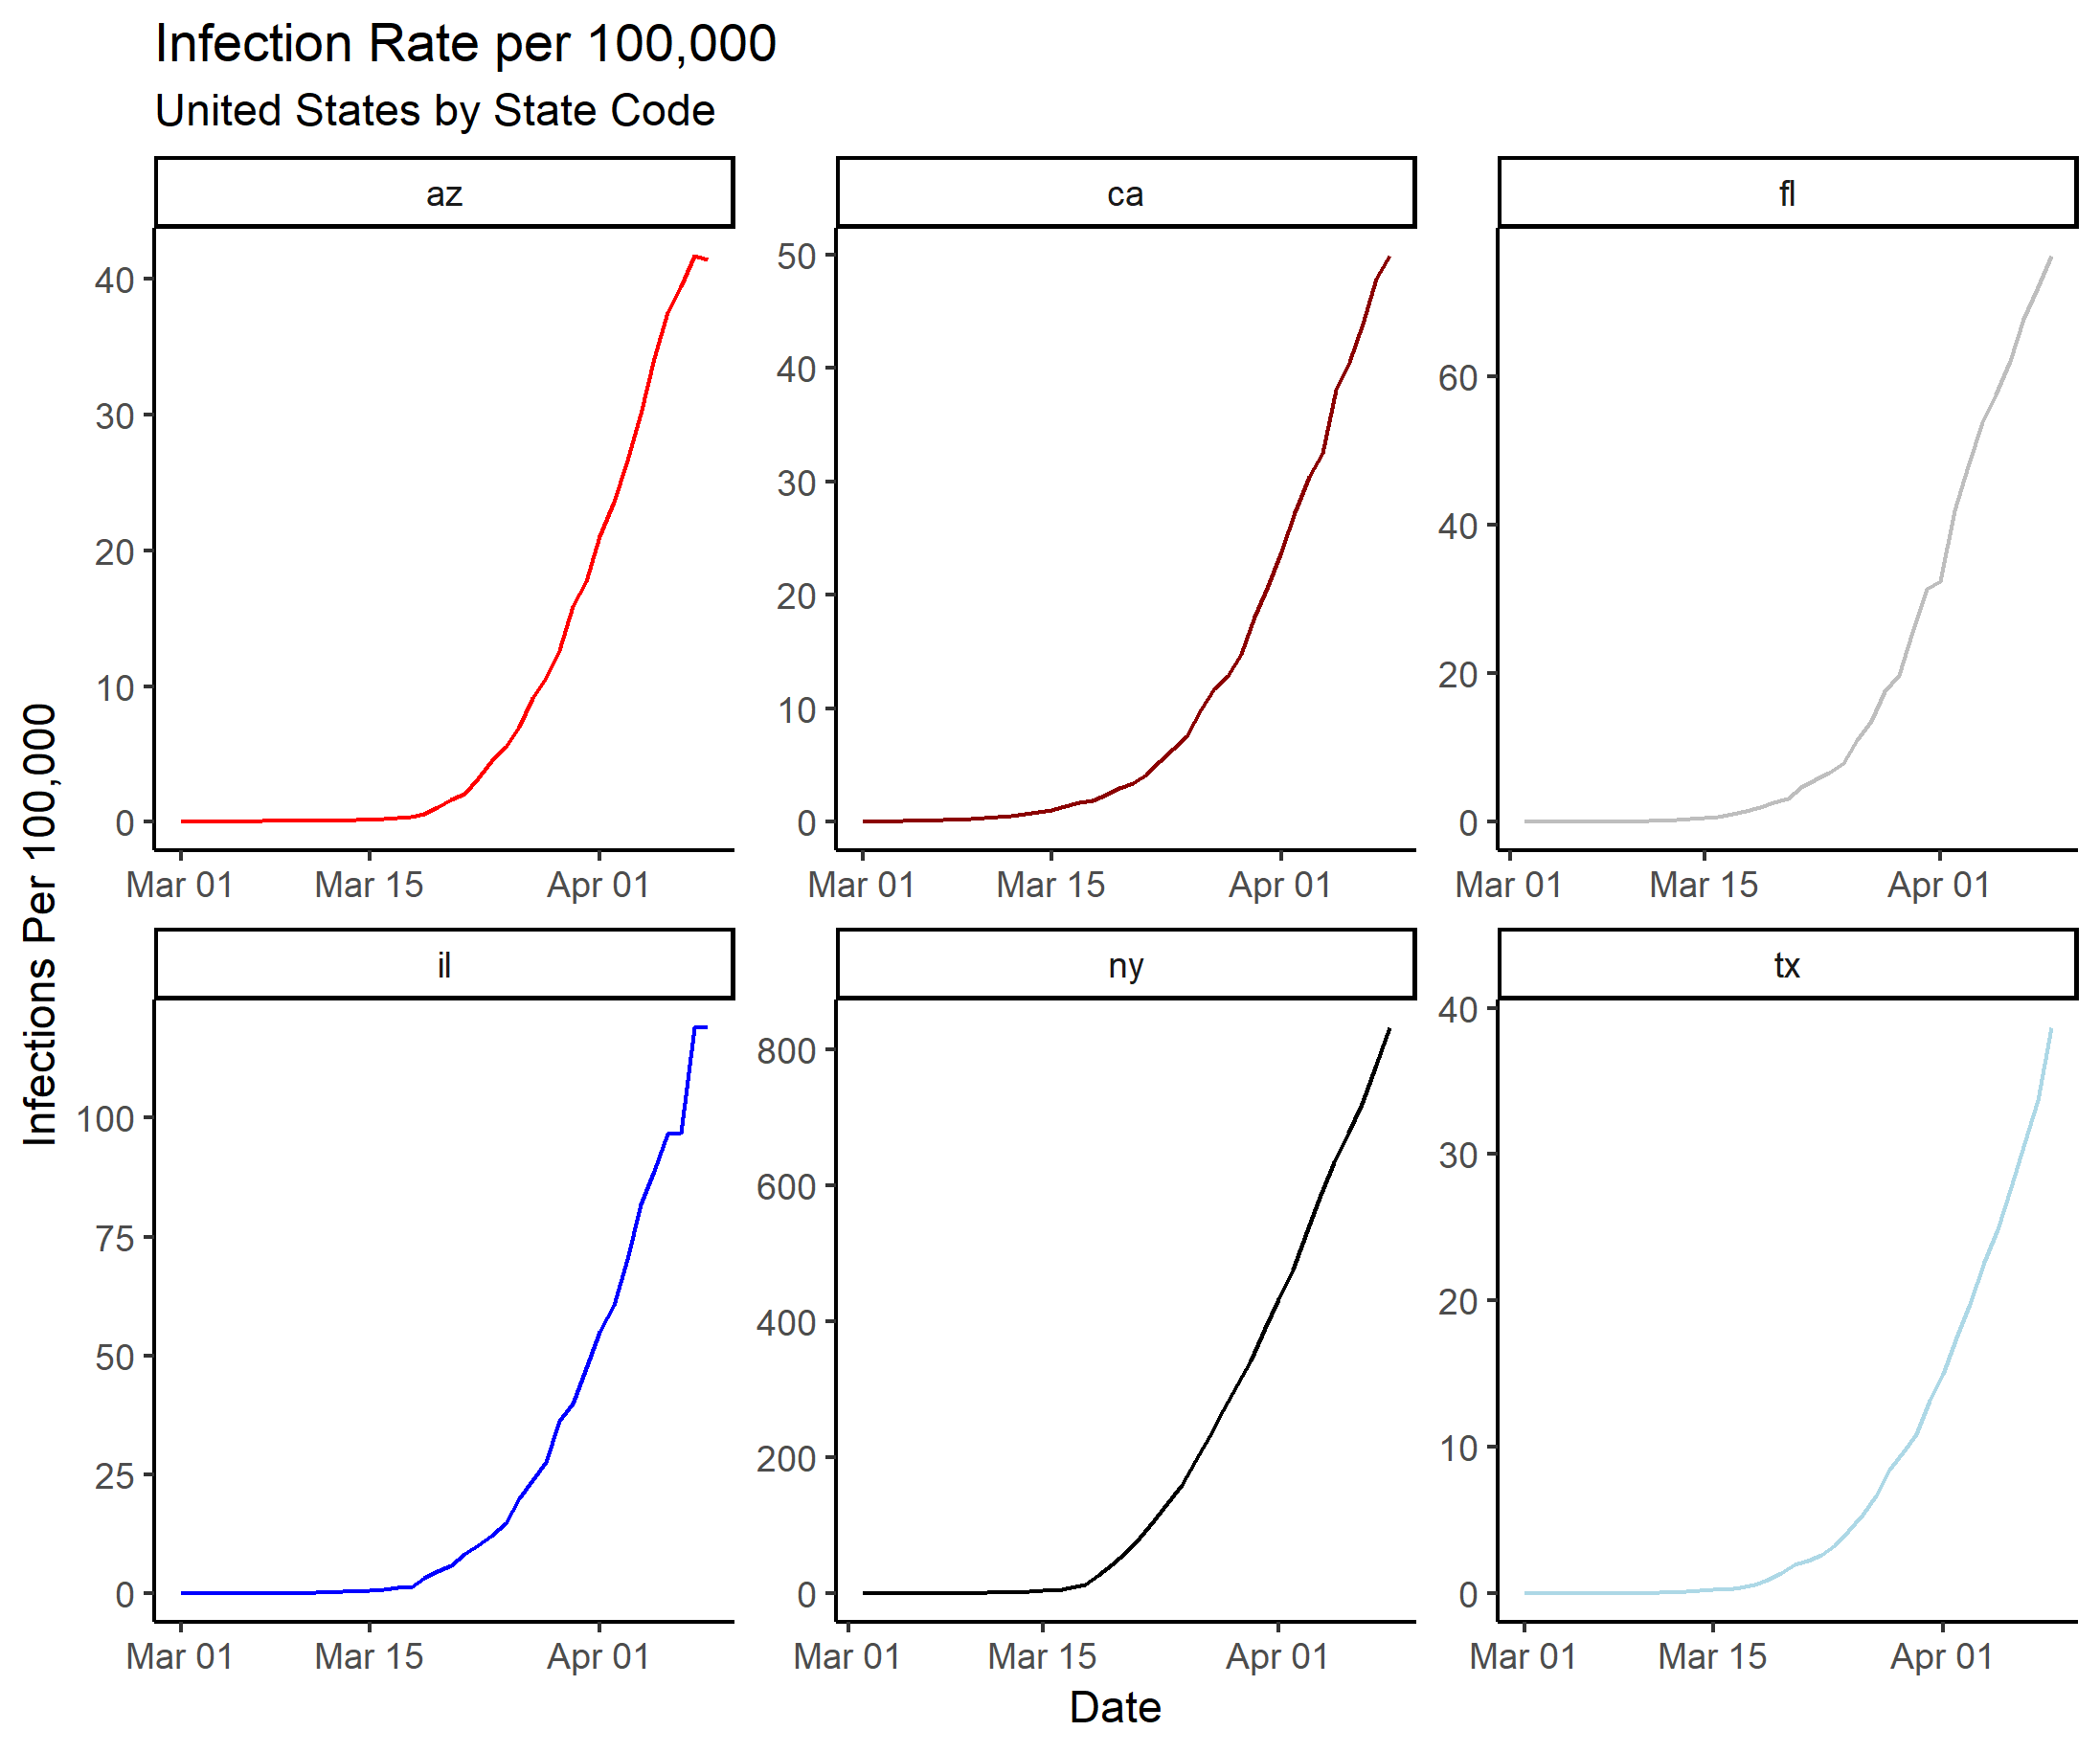 Infection Rate per 100,000
United States by State Code
az
ca
fl
40
30
20
10
0
50
40
30
20
10
0
60
40
20
0
Mar 01 Mar 15 Apr 01
Mar 01 Mar 15 Apr 01
Mar 01 Mar 15 Apr 01
Infections Per 100,000
il
ny
tx
100
75
50
25
0
800
600
400
200
0
40
30
20
10
0
Mar 01 Mar 15 Apr 01
Mar 01 Mar 15 Apr 01
Mar 01 Mar 15 Apr 01
Date